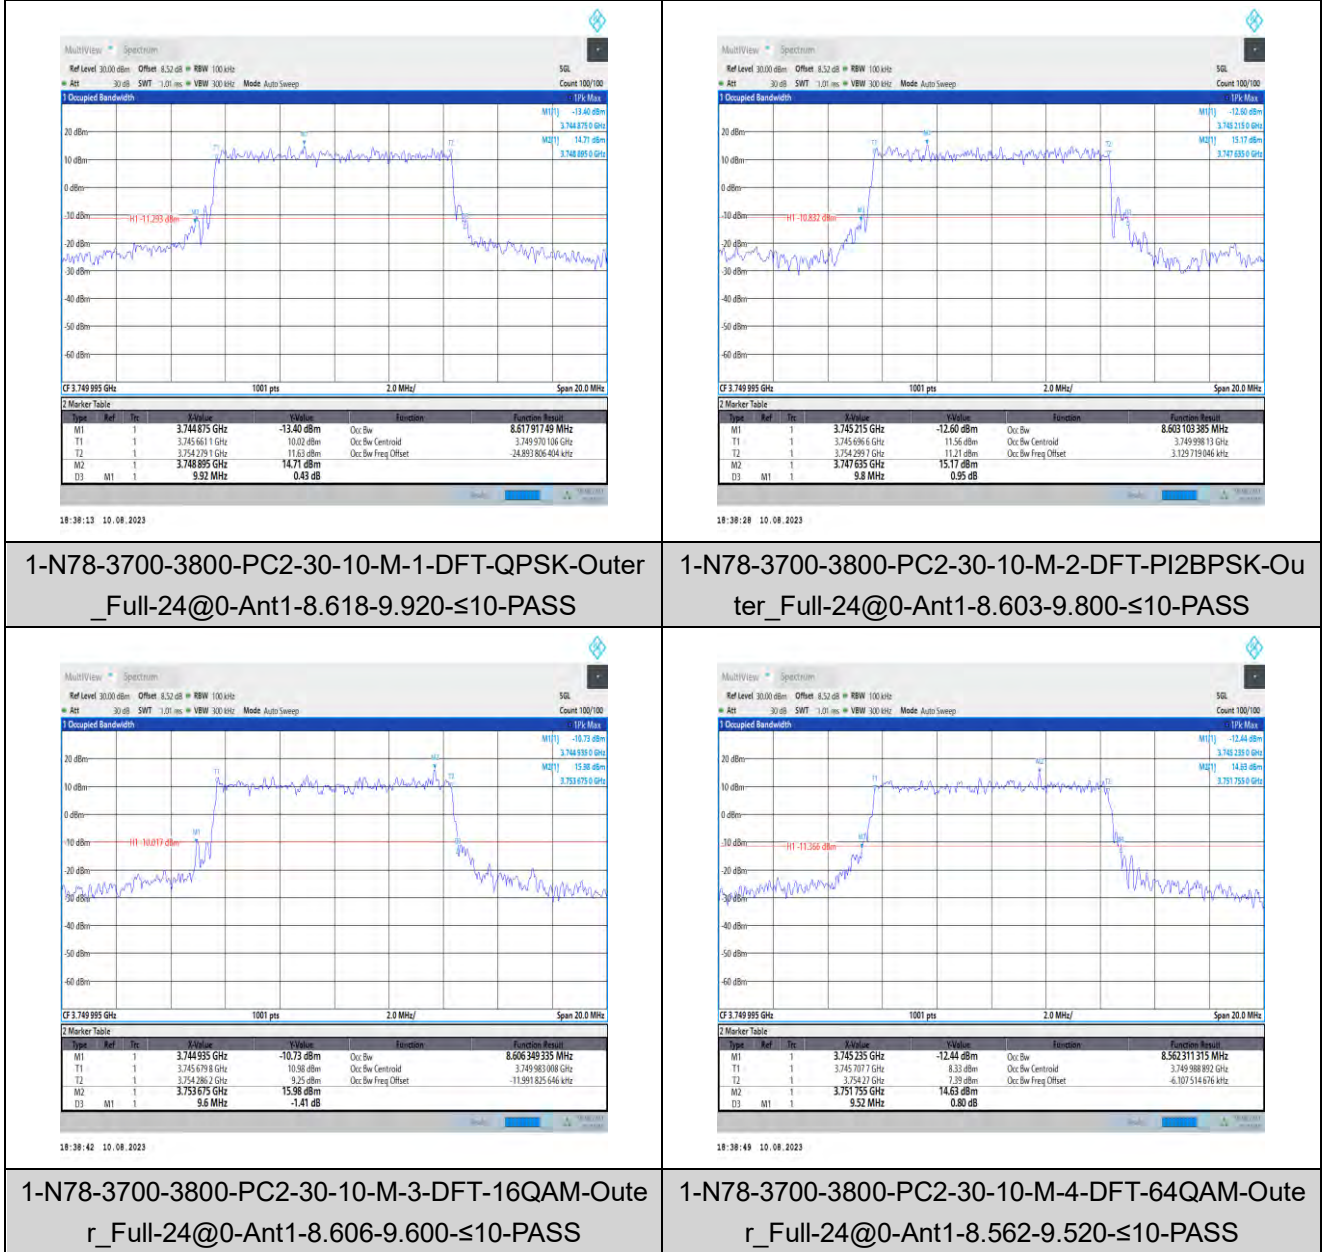 MultiView Spectrum
Ref Level 30.00 dBm Offset 8.52 dB RBW 100 kHz SGL
Att 30 dB SWT 1.01 ms VBW 300 kHz Mode Auto Sweep Count 100/100
1 Occupied Bandwidth 1Pk Max
M1[1] -13.40 dBm
3.744 875 0 GHz
M2[1] 14.71 dBm
3.748 895 0 GHz
20 dBm
10 dBm
0 dBm
-10 dBm
H1 -11.293 dBm
-20 dBm
-30 dBm
-40 dBm
-50 dBm
-60 dBm
CF 3.749 995 GHz 1001 pts 2.0 MHz/ Span 20.0 MHz
2 Marker Table
Type Ref Trc X-Value Y-Value Function Function Result
M1 1 3.744 875 GHz -13.40 dBm Occ Bw 8.617 917 49 MHz
T1 1 3.745 661 1 GHz 10.02 dBm Occ Bw Centroid 3.749 970 106 GHz
T2 1 3.754 279 1 GHz 11.63 dBm Occ Bw Freq Offset -24.893 806 404 kHz
M2 1 3.748 895 GHz 14.71 dBm
D3 M1 1 9.92 MHz 0.43 dB
18:38:13 10.08.2023
1-N78-3700-3800-PC2-30-10-M-1-DFT-QPSK-Outer
_Full-24@0-Ant1-8.618-9.920-≤10-PASS
MultiView Spectrum
Ref Level 30.00 dBm Offset 8.52 dB RBW 100 kHz SGL
Att 30 dB SWT 1.01 ms VBW 300 kHz Mode Auto Sweep Count 100/100
1 Occupied Bandwidth 1Pk Max
M1[1] -12.60 dBm
3.745 215 0 GHz
M2[1] 15.17 dBm
3.747 635 0 GHz
20 dBm
10 dBm
0 dBm
-10 dBm
H1 -10.832 dBm
-20 dBm
-30 dBm
-40 dBm
-50 dBm
-60 dBm
CF 3.749 995 GHz 1001 pts 2.0 MHz/ Span 20.0 MHz
2 Marker Table
Type Ref Trc X-Value Y-Value Function Function Result
M1 1 3.745 215 GHz -12.60 dBm Occ Bw 8.603 103 385 MHz
T1 1 3.745 696 6 GHz 11.56 dBm Occ Bw Centroid 3.749 998 13 GHz
T2 1 3.754 299 7 GHz 11.21 dBm Occ Bw Freq Offset 3.129 719 046 kHz
M2 1 3.747 635 GHz 15.17 dBm
D3 M1 1 9.8 MHz 0.95 dB
18:38:28 10.08.2023
1-N78-3700-3800-PC2-30-10-M-2-DFT-PI2BPSK-Ou
ter_Full-24@0-Ant1-8.603-9.800-≤10-PASS
MultiView Spectrum
Ref Level 30.00 dBm Offset 8.52 dB RBW 100 kHz SGL
Att 30 dB SWT 1.01 ms VBW 300 kHz Mode Auto Sweep Count 100/100
1 Occupied Bandwidth 1Pk Max
M1[1] -10.73 dBm
3.744 935 0 GHz
M2[1] 15.98 dBm
3.753 675 0 GHz
20 dBm
10 dBm
0 dBm
-10 dBm
H1 -10.017 dBm
-20 dBm
-30 dBm
-40 dBm
-50 dBm
-60 dBm
CF 3.749 995 GHz 1001 pts 2.0 MHz/ Span 20.0 MHz
2 Marker Table
Type Ref Trc X-Value Y-Value Function Function Result
M1 1 3.744 935 GHz -10.73 dBm Occ Bw 8.606 349 335 MHz
T1 1 3.745 679 8 GHz 10.98 dBm Occ Bw Centroid 3.749 983 008 GHz
T2 1 3.754 286 2 GHz 9.25 dBm Occ Bw Freq Offset -11.991 825 646 kHz
M2 1 3.753 675 GHz 15.98 dBm
D3 M1 1 9.6 MHz -1.41 dB
18:38:42 10.08.2023
1-N78-3700-3800-PC2-30-10-M-3-DFT-16QAM-Oute
r_Full-24@0-Ant1-8.606-9.600-≤10-PASS
MultiView Spectrum
Ref Level 30.00 dBm Offset 8.52 dB RBW 100 kHz SGL
Att 30 dB SWT 1.01 ms VBW 300 kHz Mode Auto Sweep Count 100/100
1 Occupied Bandwidth 1Pk Max
M1[1] -12.44 dBm
3.745 235 0 GHz
M2[1] 14.63 dBm
3.751 755 0 GHz
20 dBm
10 dBm
0 dBm
-10 dBm
H1 -11.366 dBm
-20 dBm
-30 dBm
-40 dBm
-50 dBm
-60 dBm
CF 3.749 995 GHz 1001 pts 2.0 MHz/ Span 20.0 MHz
2 Marker Table
Type Ref Trc X-Value Y-Value Function Function Result
M1 1 3.745 235 GHz -12.44 dBm Occ Bw 8.562 311 315 MHz
T1 1 3.745 707 7 GHz 8.33 dBm Occ Bw Centroid 3.749 988 892 GHz
T2 1 3.754 27 GHz 7.39 dBm Occ Bw Freq Offset -6.107 514 676 kHz
M2 1 3.751 755 GHz 14.63 dBm
D3 M1 1 9.52 MHz 0.80 dB
18:38:49 10.08.2023
1-N78-3700-3800-PC2-30-10-M-4-DFT-64QAM-Oute
r_Full-24@0-Ant1-8.562-9.520-≤10-PASS